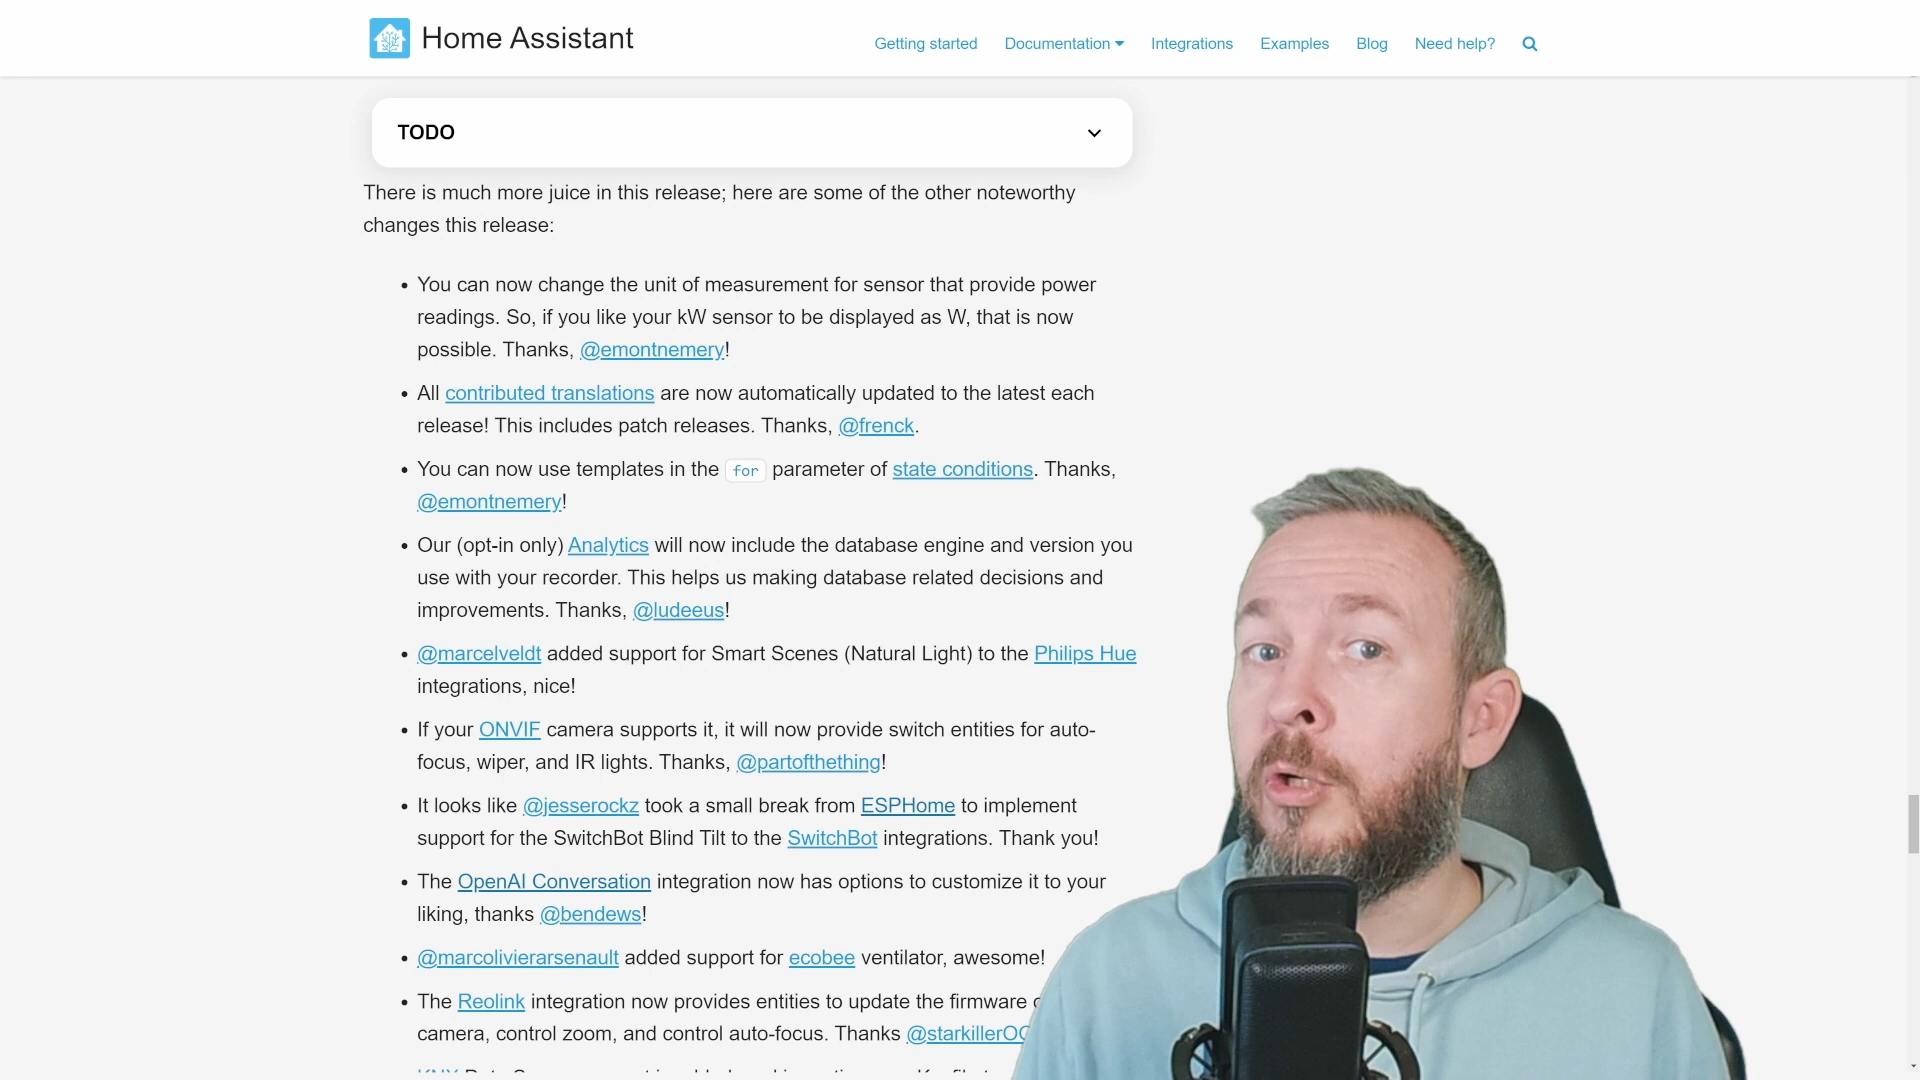 Home Assistant
Getting started Documentation Integrations Examples Blog Need help?
TODO
There is much more juice in this release; here are some of the other noteworthy
changes this release:
You can now change the unit of measurement for sensor that provide power
readings. So, if you like your kW sensor to be displayed as W, that is now
possible. Thanks, @emontnemery!
All contributed translations are now automatically updated to the latest each
release! This includes patch releases. Thanks, @frenck.
You can now use templates in the for parameter of state conditions. Thanks,
@emontnemery!
Our (opt-in only) Analytics will now include the database engine and version you
use with your recorder. This helps us making database related decisions and
improvements. Thanks, @ludeeus!
@marcelveldt added support for Smart Scenes (Natural Light) to the Philips Hue
integrations, nice!
If your ONVIF camera supports it, it will now provide switch entities for auto-
focus, wiper, and IR lights. Thanks, @partofthething!
It looks like @jesserockz took a small break from ESPHome to implement
support for the SwitchBot Blind Tilt to the SwitchBot integrations. Thank you!
The OpenAI Conversation integration now has options to customize it to your
liking, thanks @bendews!
@marcolivierarsenault added support for ecobee ventilator, awesome!
The Reolink integration now provides entities to update the firmware
camera, control zoom, and control auto-focus. Thanks